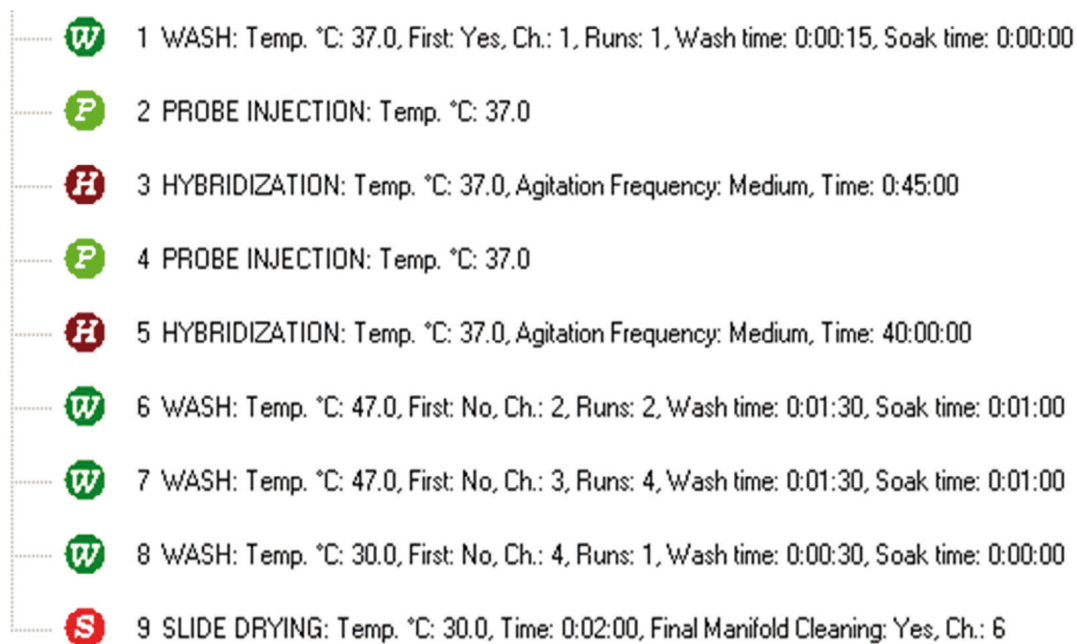 W 1 WASH: Temp. °C: 37.0, First: Yes, Ch.: 1, Runs: 1, Wash time: 0:00:15, Soak time: 0:00:00
P 2 PROBE INJECTION: Temp. °C: 37.0
H 3 HYBRIDIZATION: Temp. °C: 37.0, Agitation Frequency: Medium, Time: 0:45:00
P 4 PROBE INJECTION: Temp. °C: 37.0
H 5 HYBRIDIZATION: Temp. °C: 37.0, Agitation Frequency: Medium, Time: 40:00:00
W 6 WASH: Temp. °C: 47.0, First: No, Ch.: 2, Runs: 2, Wash time: 0:01:30, Soak time: 0:01:00
W 7 WASH: Temp. °C: 47.0, First: No, Ch.: 3, Runs: 4, Wash time: 0:01:30, Soak time: 0:01:00
W 8 WASH: Temp. °C: 30.0, First: No, Ch.: 4, Runs: 1, Wash time: 0:00:30, Soak time: 0:00:00
S 9 SLIDE DRYING: Temp. °C: 30.0, Time: 0:02:00, Final Manifold Cleaning: Yes, Ch.: 6